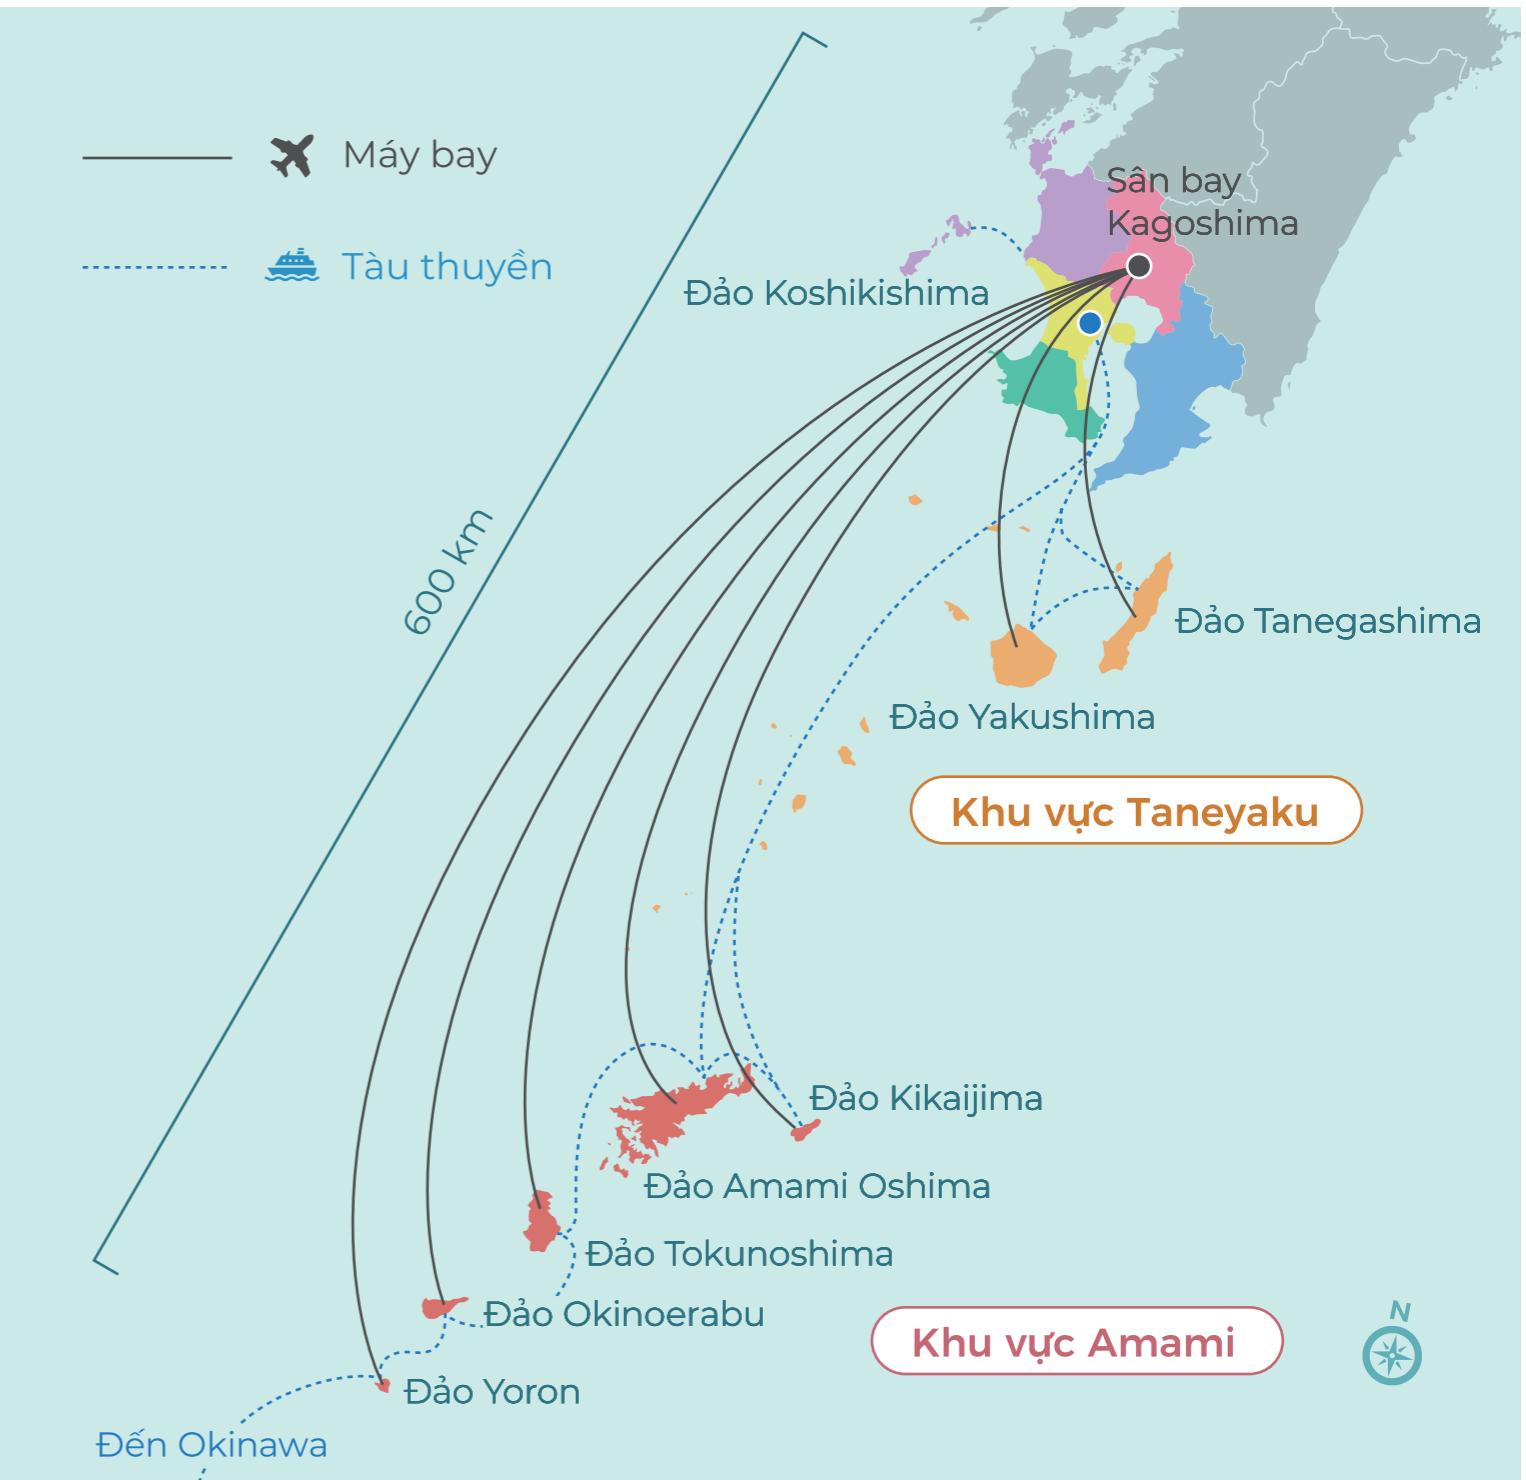 Máy bay
Tàu thuyền
600 km
Sân bay
Kagoshima
Đảo Koshikishima
Đảo Tanegashima
Đảo Yakushima
Khu vực Taneyaku
Đảo Kikaijima
Đảo Amami Oshima
Đảo Tokunoshima
Đảo Okinoerabu
Khu vực Amami
N
Đảo Yoron
Đến Okinawa